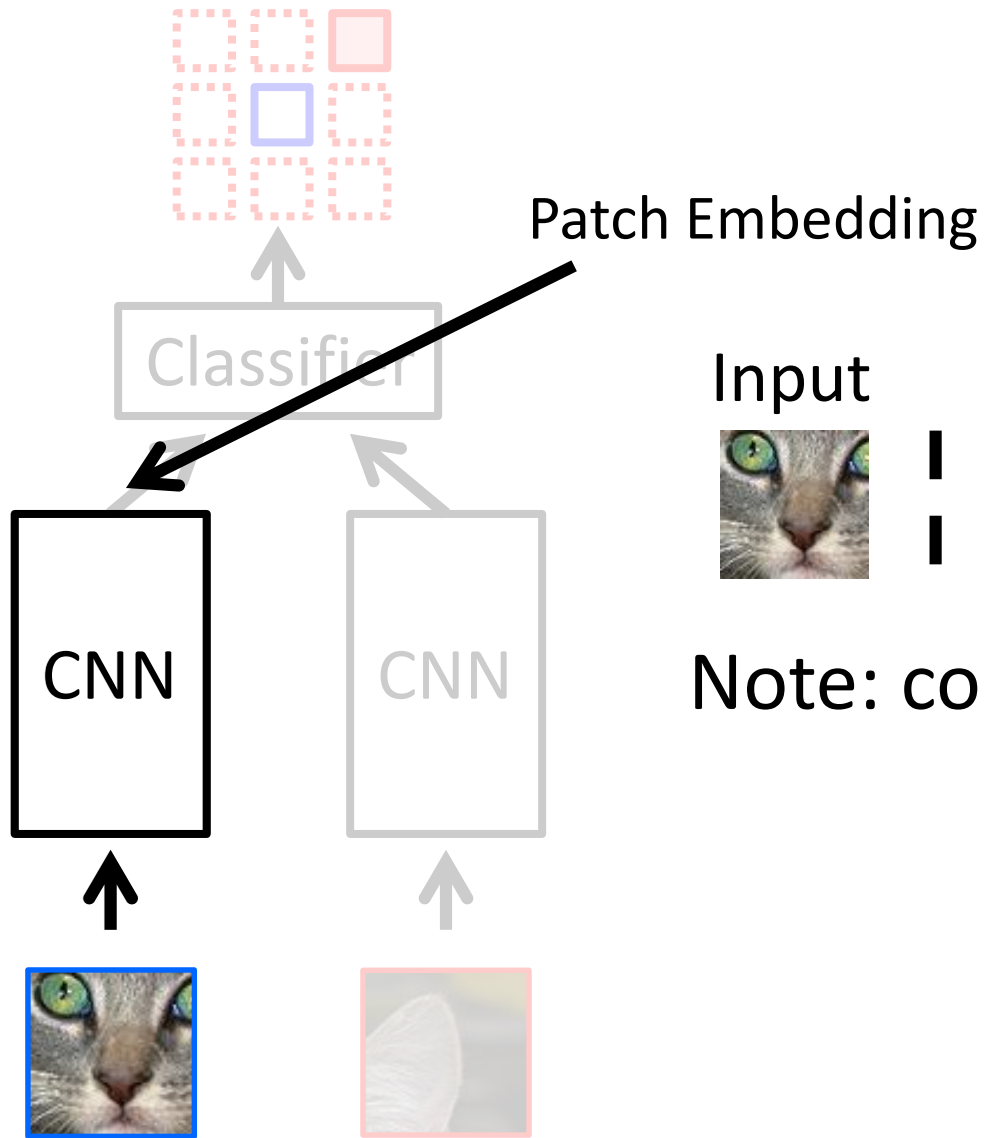 Patch Embedding
Classifier
Input
CNN
CNN
Note: co